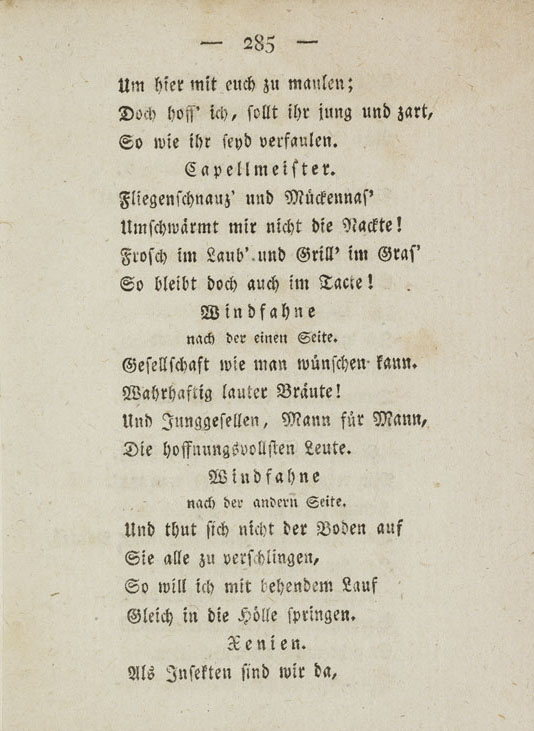 — 285 —
Um hier mit euch zu maulen;
Doch hoff' ich, sollt ihr jung und zart,
So wie ihr seyd verfaulen.
Capellmeister.
Fliegenschnauz' und Mückennas'
Umschwärmt mir nicht die Nackte!
Frosch im Laub' und Grill' im Gras'
So bleibt doch auch im Tacte!
Windfahne
nach der einen Seite.
Gesellschaft wie man wünschen kann.
Wahrhaftig lauter Bräute!
Und Junggesellen, Mann für Mann,
Die hoffnungsvollsten Leute.
Windfahne
nach der andern Seite.
Und thut sich nicht der Boden auf
Sie alle zu verschlingen,
So will ich mit behendem Lauf
Gleich in die Hölle springen.
Xenien.
Als Insekten sind wir da,